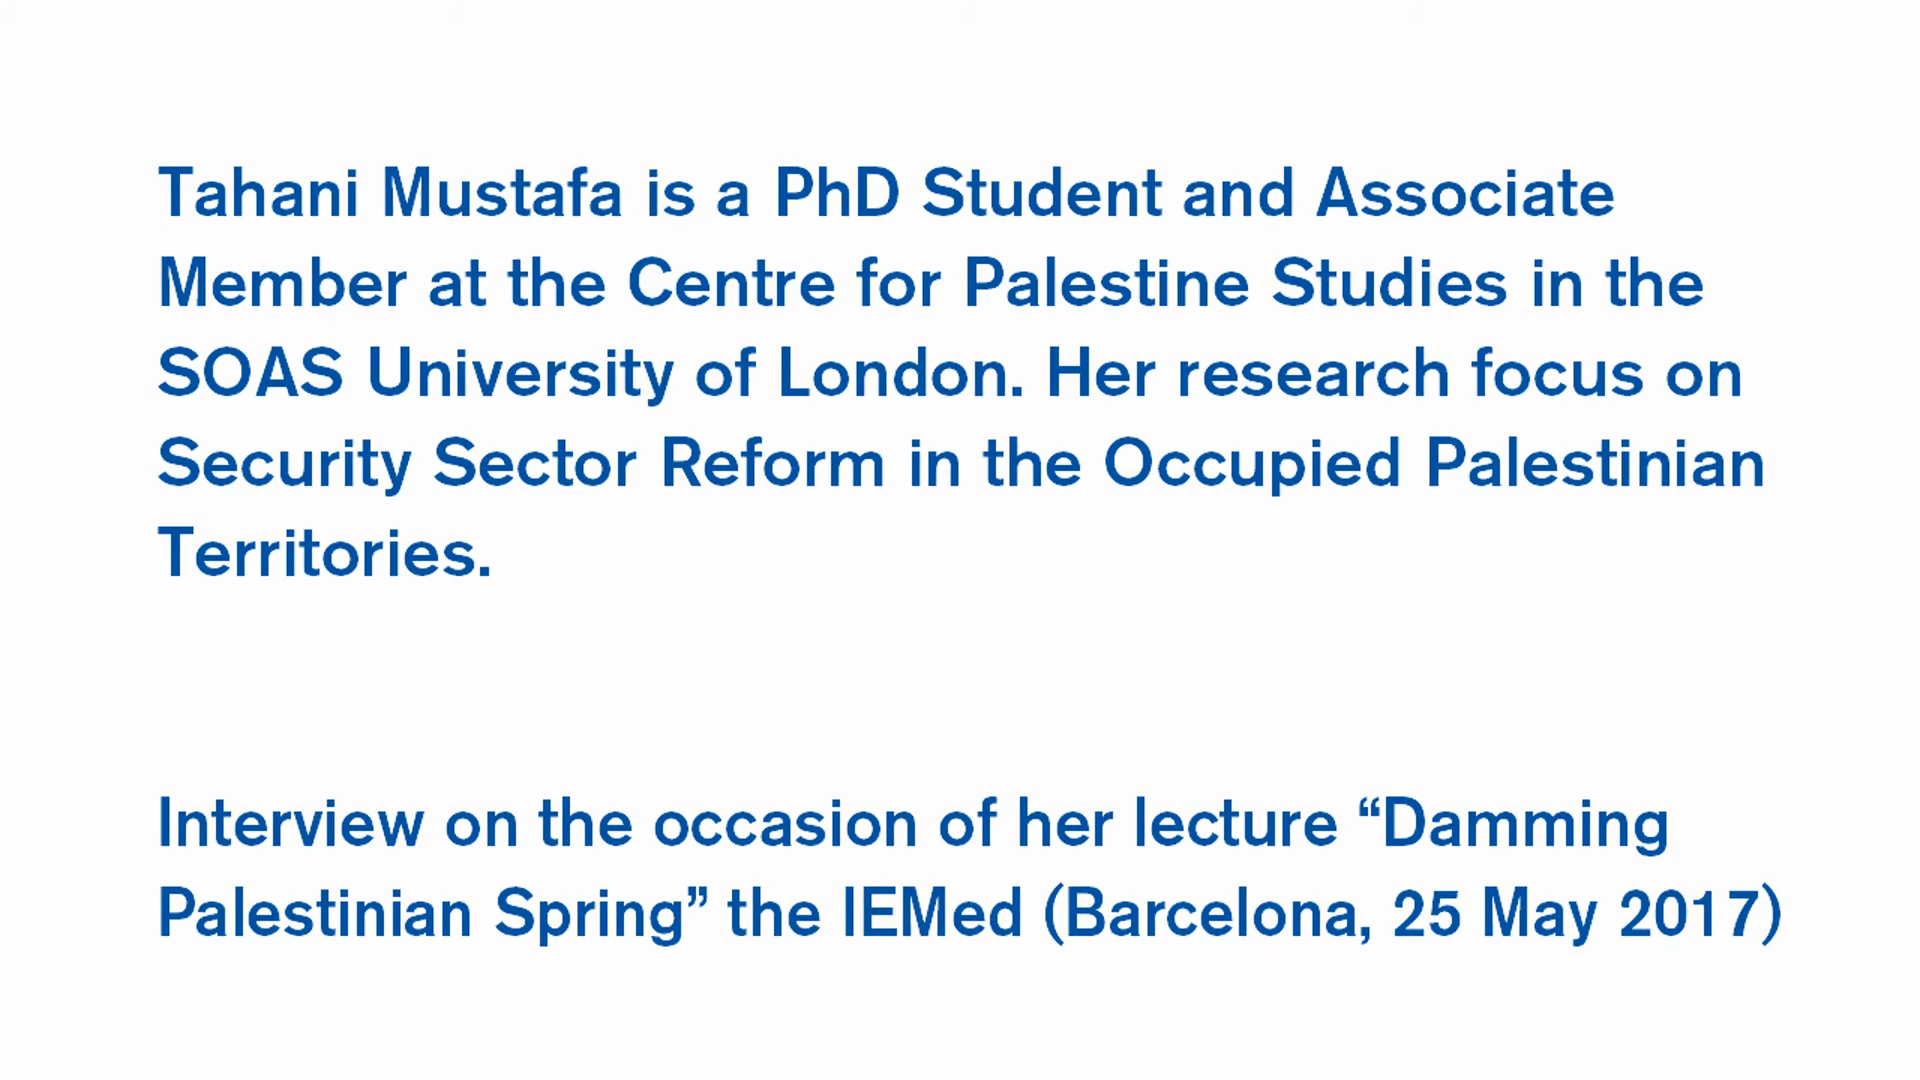 Tahani Mustafa is a PhD Student and Associate
Member at the Centre for Palestine Studies in the
SOAS University of London. Her research focus on
Security Sector Reform in the Occupied Palestinian
Territories.
Interview on the occasion of her lecture “Damming
Palestinian Spring” the IEMed (Barcelona, 25 May 2017)